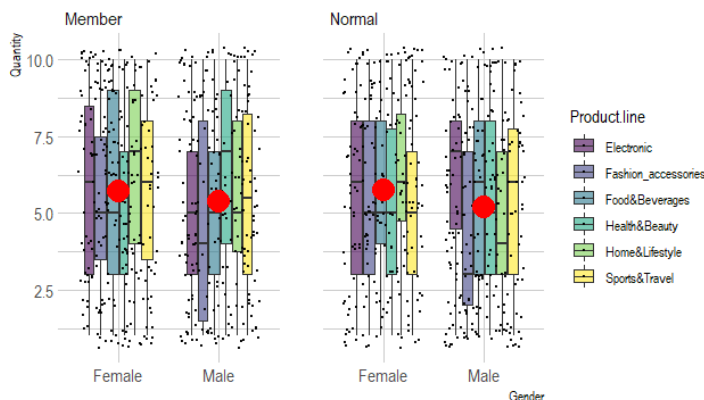 Member
Normal
Quantity
10.0
7.5
5.0
2.5
Female
Male
Female
Male
Gender
Product.line
Electronic
Fashion_accessories
Food&Beverages
Health&Beauty
Home&Lifestyle
Sports&Travel